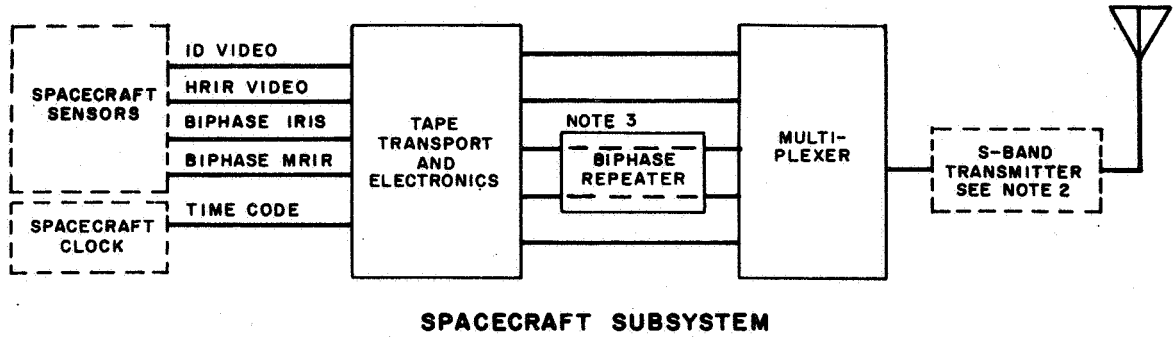 ID VIDEO
HRIR VIDEO
BIPHASE IRIS
BIPHASE MRIR
TIME CODE
SPACECRAFT
SENSORS
SPACECRAFT
CLOCK
TAPE
TRANSPORT
AND
ELECTRONICS
NOTE 3
BIPHASE
REPEATER
MULTI-
PLEXER
S-BAND
TRANSMITTER
SEE NOTE 2
SPACECRAFT SUBSYSTEM